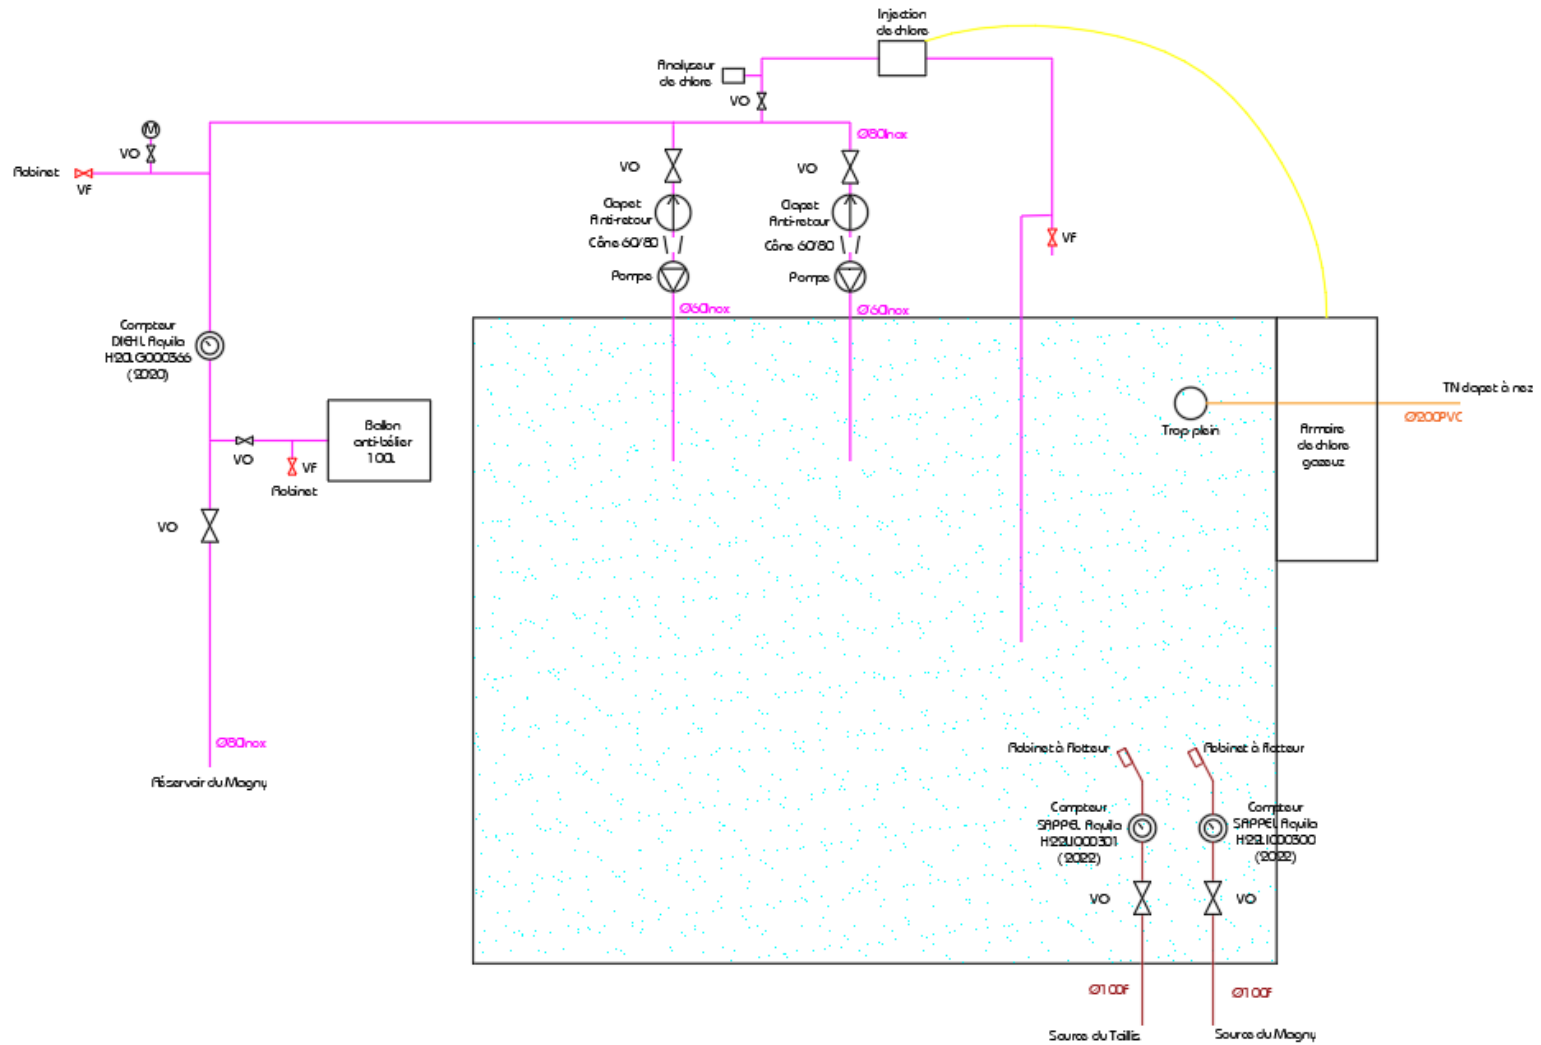 Injection
de chlore
Analyseur
de chlore
VO
M
VO
Robinet
VF
Ø80Inox
VO
VO
Clapet
Anti-retour
Clapet
Anti-retour
Cône 60/80
Cône 60/80
VF
Pompe
Pompe
Ø60Inox
Ø60Inox
Compteur
DIEHL Aquila
H20LG000366
(2020)
TN clapet à nez
Ø200PVC
Trop-plein
Armoire
de chlore
gazeux
Ballon
anti-bélier
100L
VO
VF
Robinet
VO
Ø80Inox
Réservoir du Magny
Robinet à flotteur
Robinet à flotteur
Compteur
SAPPEL Aquila
H22LI000301
(2022)
Compteur
SAPPEL Aquila
H22LI000300
(2022)
VO
VO
Ø100F
Ø100F
Source du Taillis
Source du Magny